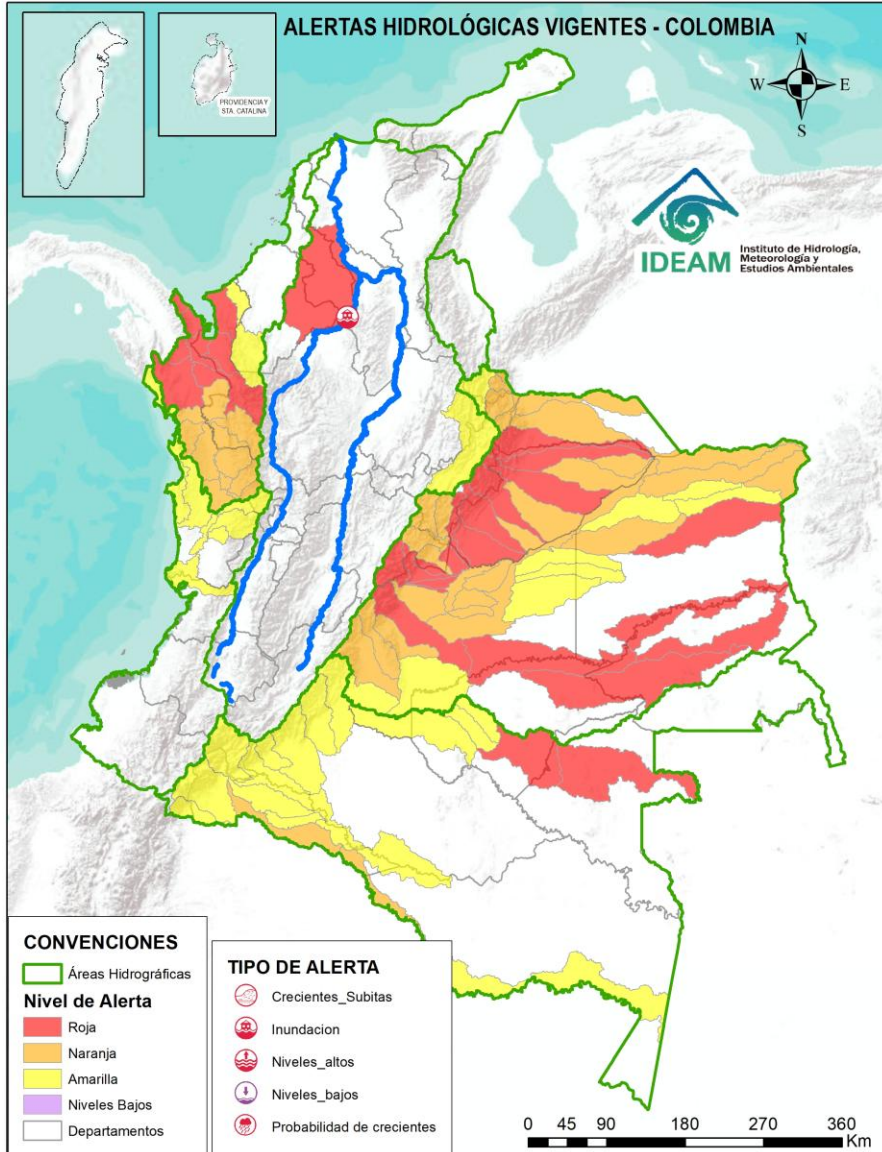 ALERTAS HIDROLÓGICAS VIGENTES - COLOMBIA
PROVIDENCIA Y
STA. CATALINA
N
W
E
S
IDEAM
Instituto de Hidrología,
Meteorología y
Estudios Ambientales
CONVENCIONES
Áreas Hidrográficas
Nivel de Alerta
Roja
Naranja
Amarilla
Niveles Bajos
Departamentos
TIPO DE ALERTA
Crecientes_Subitas
Inundacion
Niveles_altos
Niveles_bajos
Probabilidad de crecientes
0 45 90 180 270 360
Km